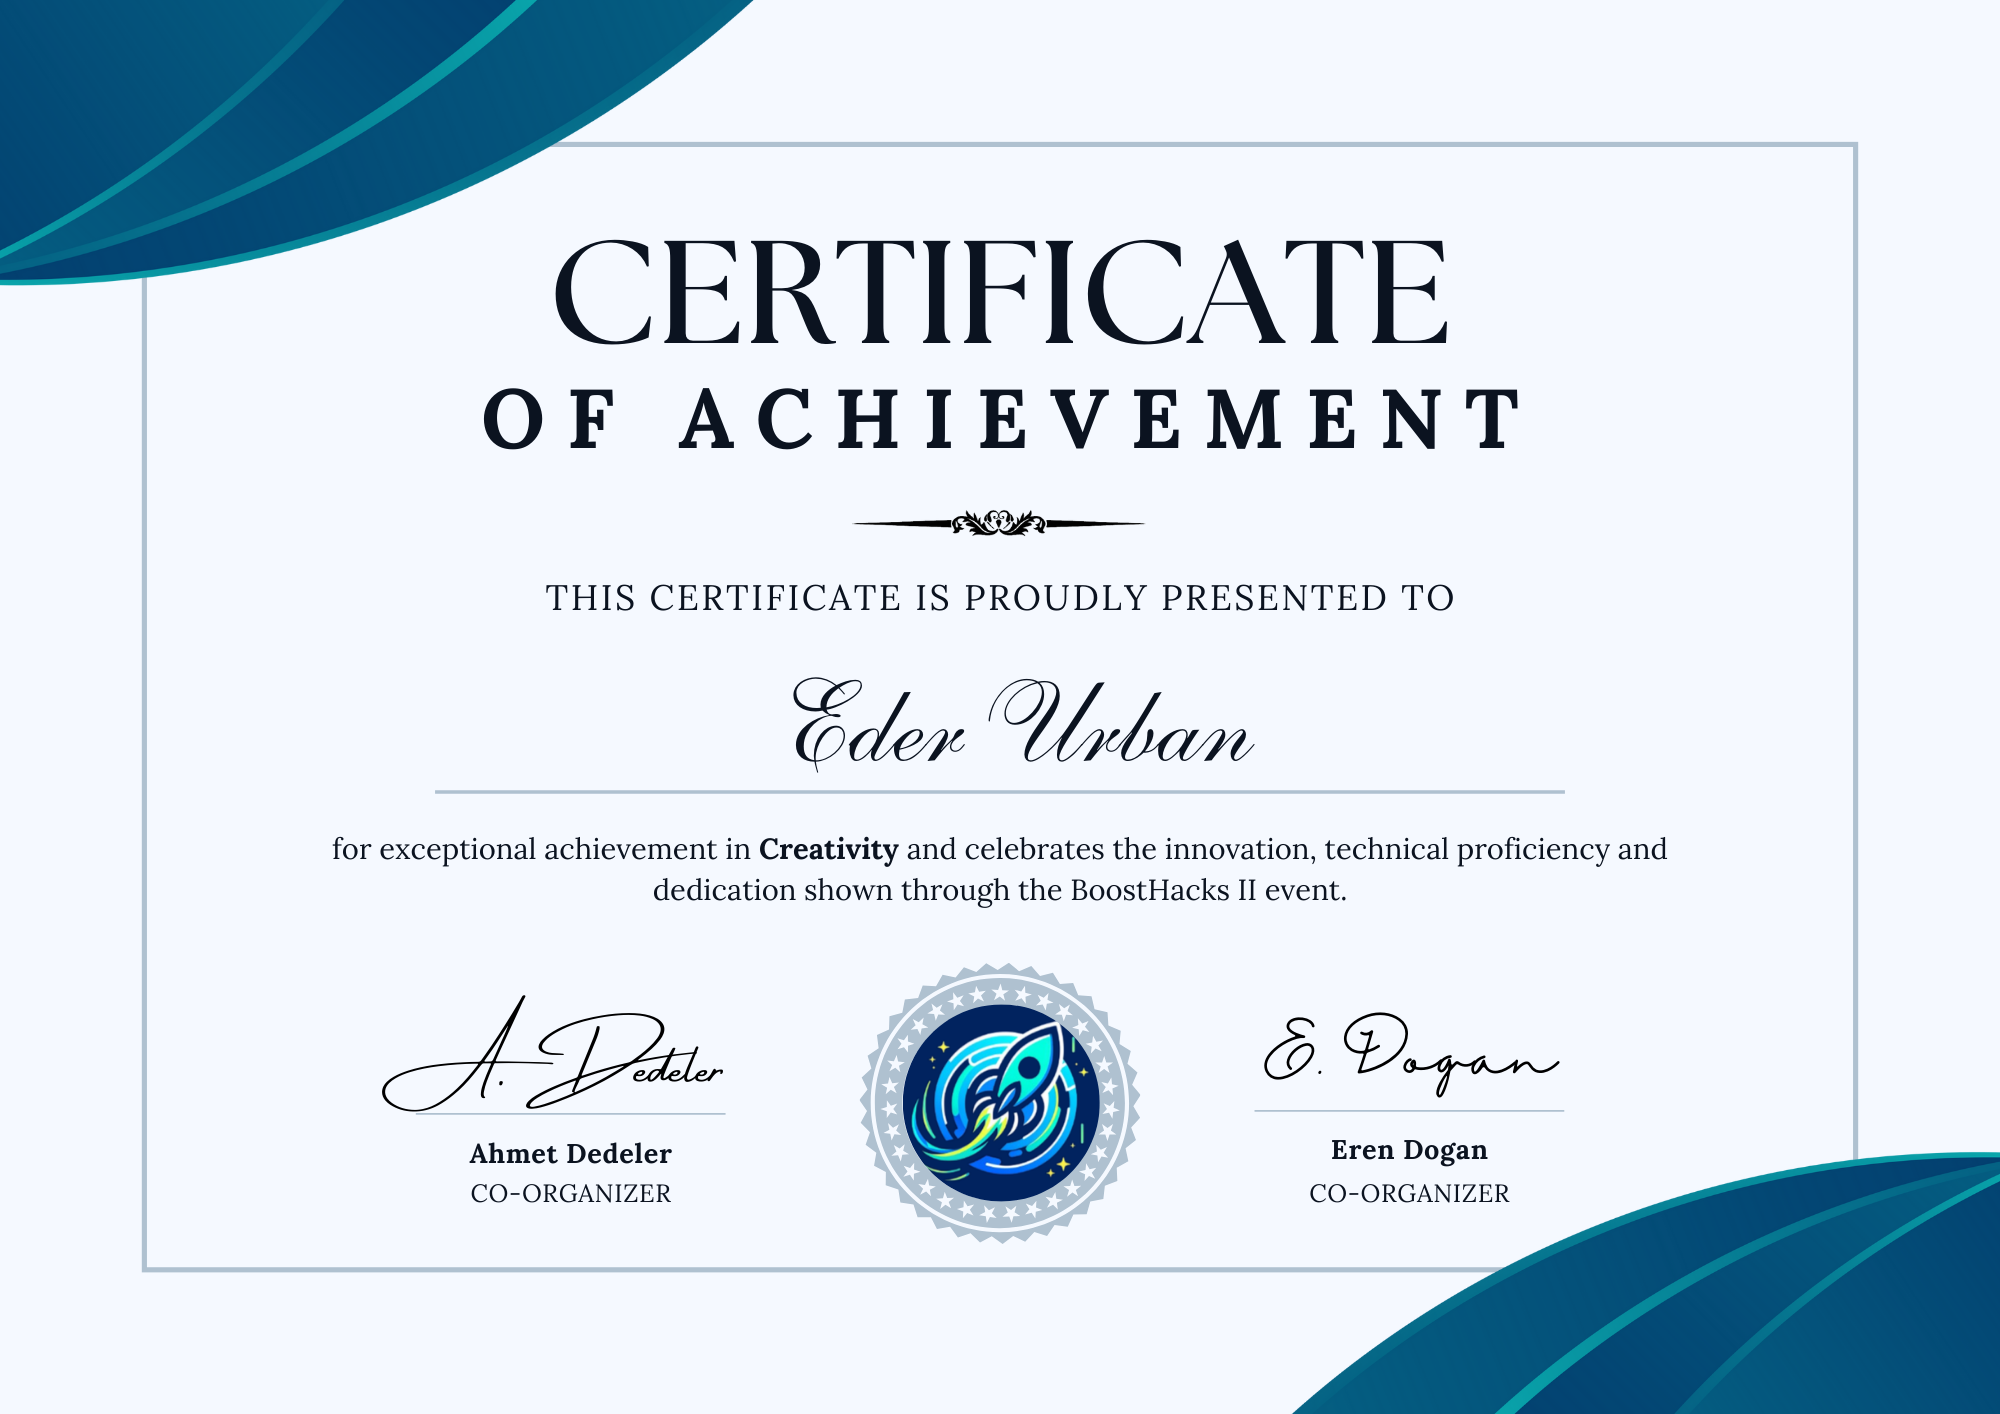 CERTIFICATE
OF ACHIEVEMENT
THIS CERTIFICATE IS PROUDLY PRESENTED TO
Eder Urban
for exceptional achievement in Creativity and celebrates the innovation, technical proficiency and
dedication shown through the BoostHacks II event.
A. Dedeler
Ahmet Dedeler
CO-ORGANIZER
E. Dogan
Eren Dogan
CO-ORGANIZER